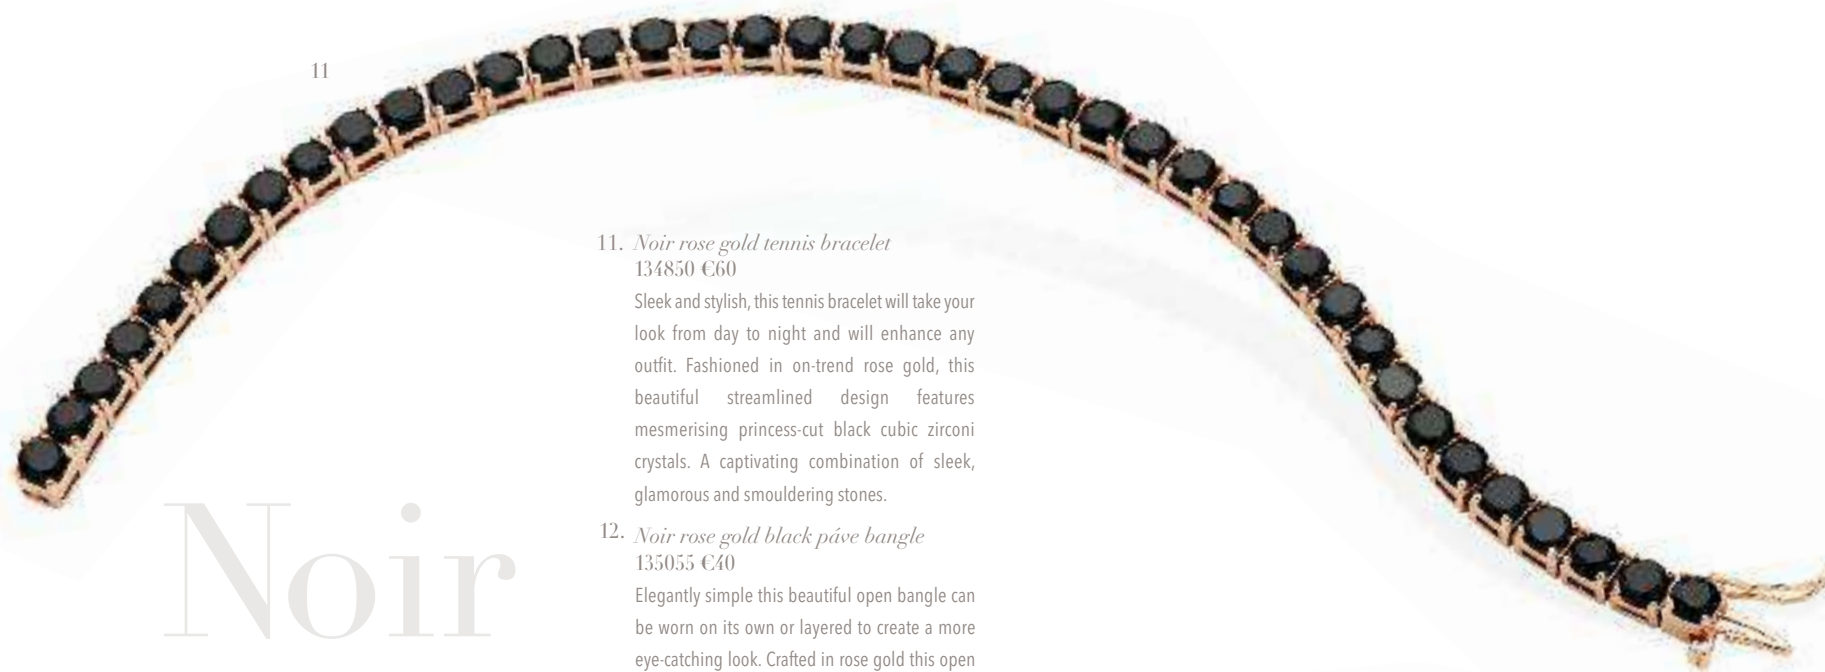 11
11. Noir rose gold tennis bracelet
134850 €60
Sleek and stylish, this tennis bracelet will take your
look from day to night and will enhance any
outfit. Fashioned in on-trend rose gold, this
beautiful streamlined design features
mesmerising princess-cut black cubic zirconi
crystals. A captivating combination of sleek,
glamorous and smouldering stones.
Noir
12. Noir rose gold black páve bangle
135055 €40
Elegantly simple this beautiful open bangle can
be worn on its own or layered to create a more
eye-catching look. Crafted in rose gold this open